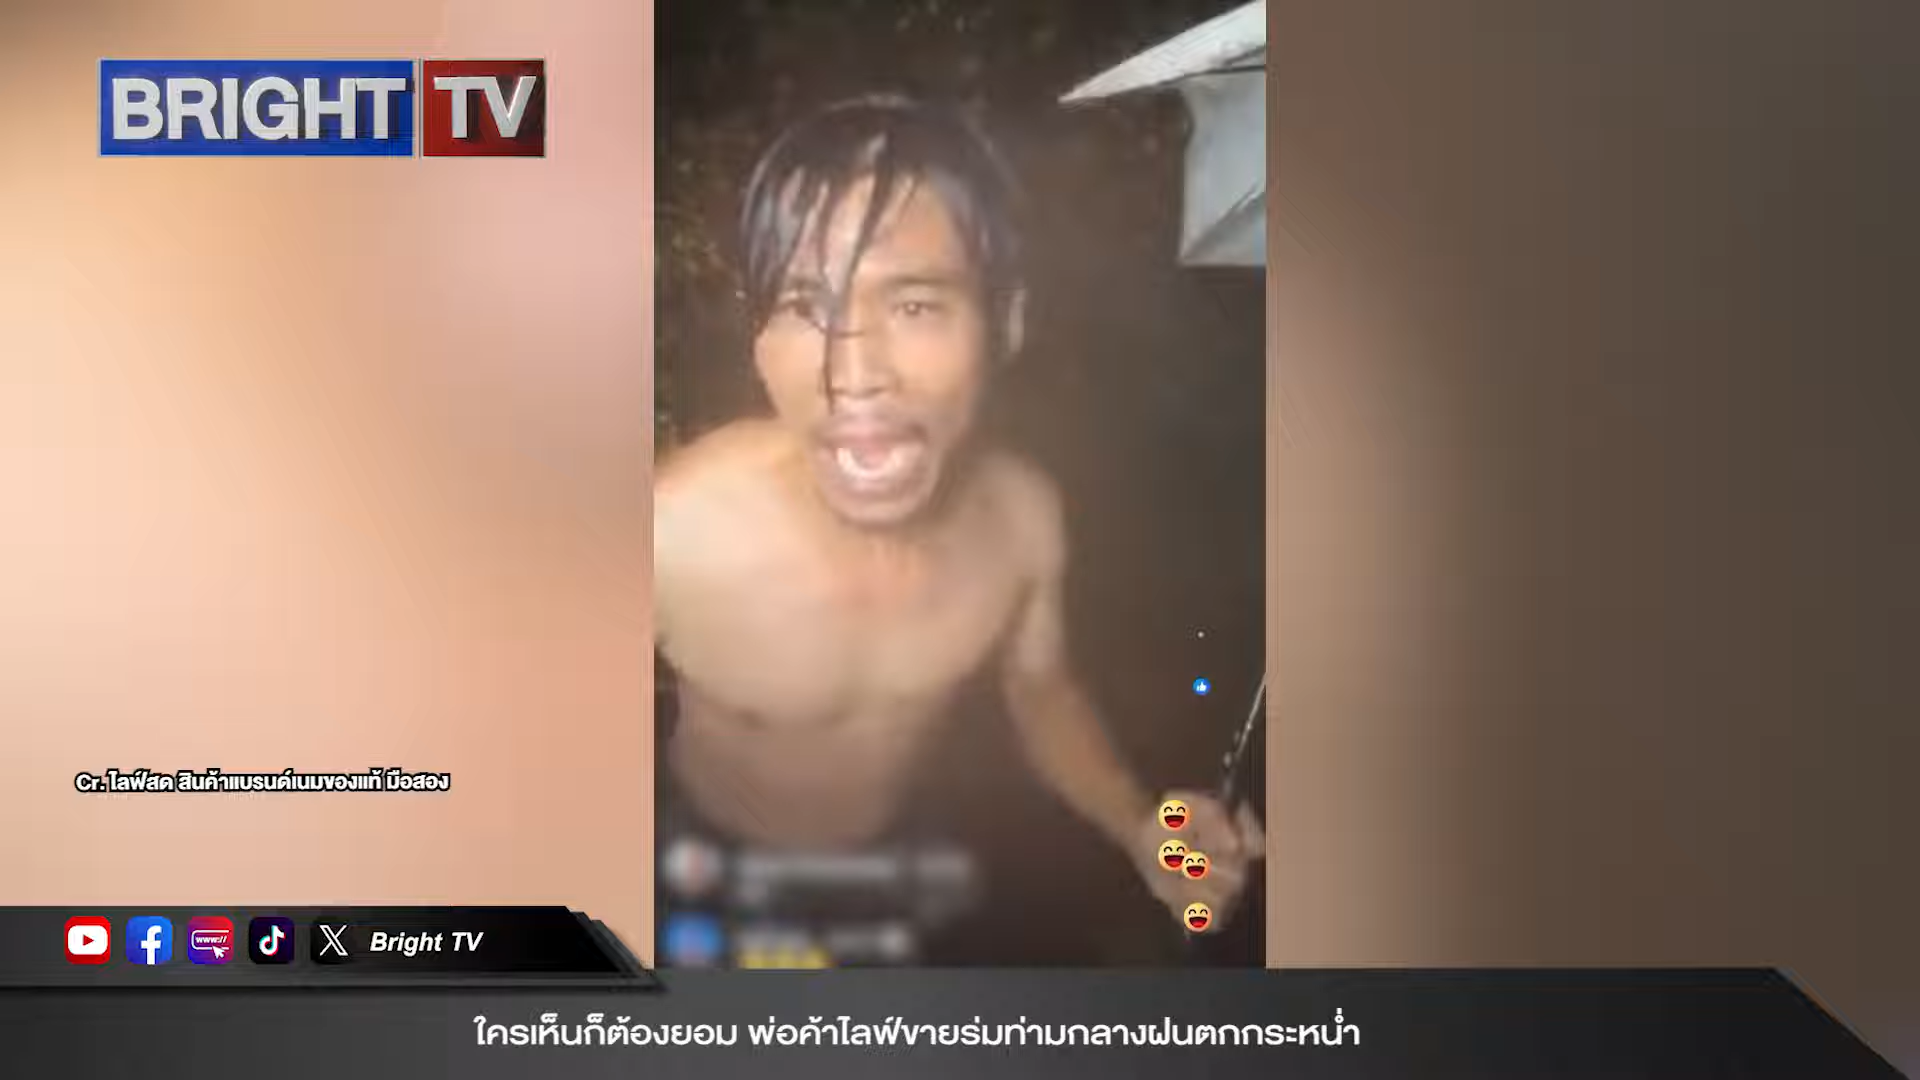 BRIGHT TV
Cr. ไลฟ์สด สินค้าแบรนด์เนมของแท้ มือสอง
www://
Bright TV
ใครเห็นก็ต้องยอม พ่อค้าไลฟ์ขายร่มท่ามกลางฝนตกกระหน่ำ